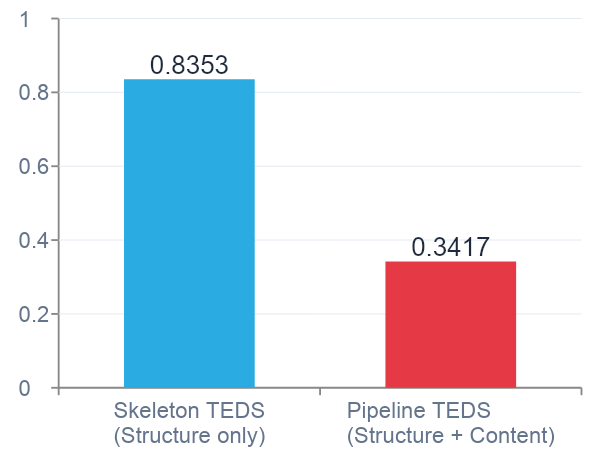 1
0.8
0.6
0.4
0.2
0
0.8353
0.3417
Skeleton TEDS
(Structure only)
Pipeline TEDS
(Structure + Content)